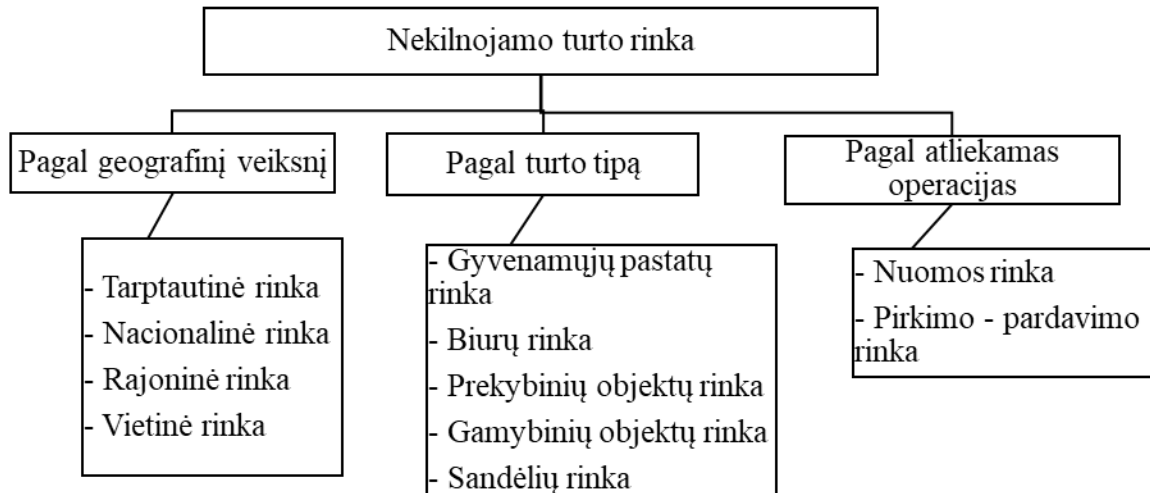 Nekilnojamo turto rinka
Pagal geografinį veiksnį
Pagal turto tipą
Pagal atliekamas
operacijas
- Tarptautinė rinka
- Nacionalinė rinka
- Rajoninė rinka
- Vietinė rinka
- Gyvenamųjų pastatų
rinka
- Biurų rinka
- Prekybinių objektų rinka
- Gamybinių objektų rinka
- Sandėlių rinka
- Nuomos rinka
- Pirkimo - pardavimo
rinka